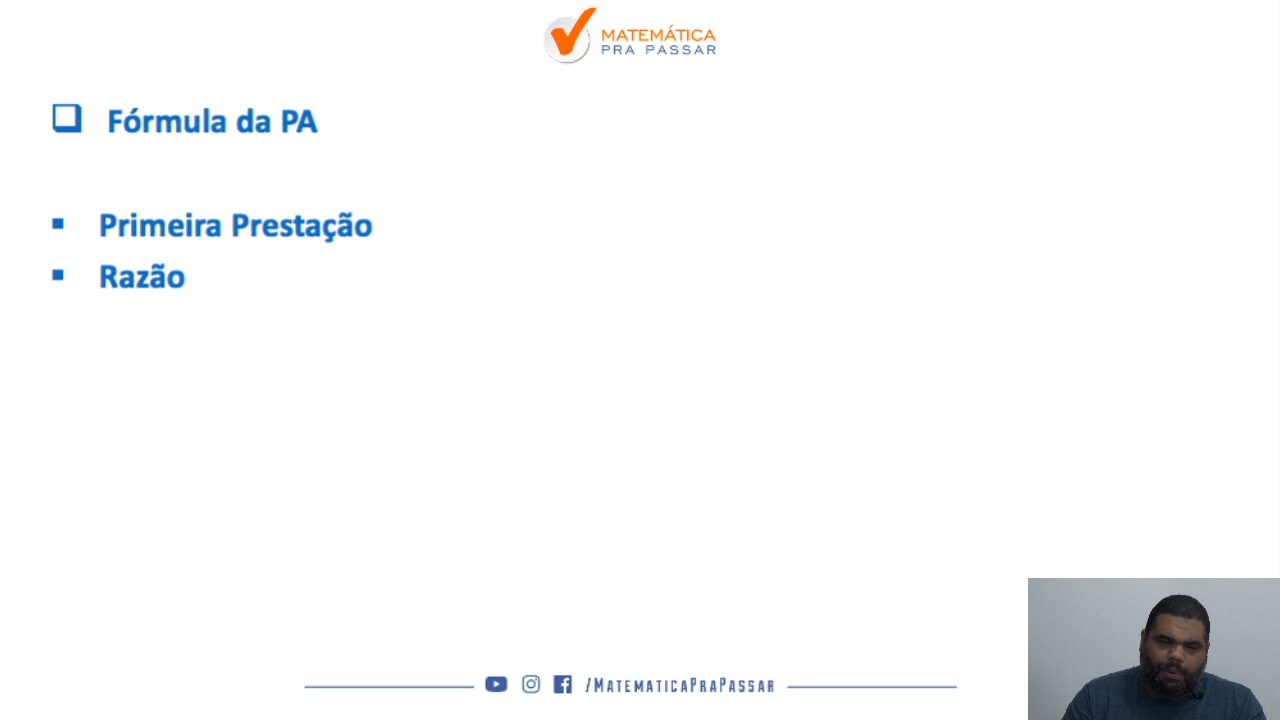 MATEMÁTICA
PRA PASSAR
Fórmula da PA
Primeira Prestação
Razão
/MATEMATICAPRAPASSAR